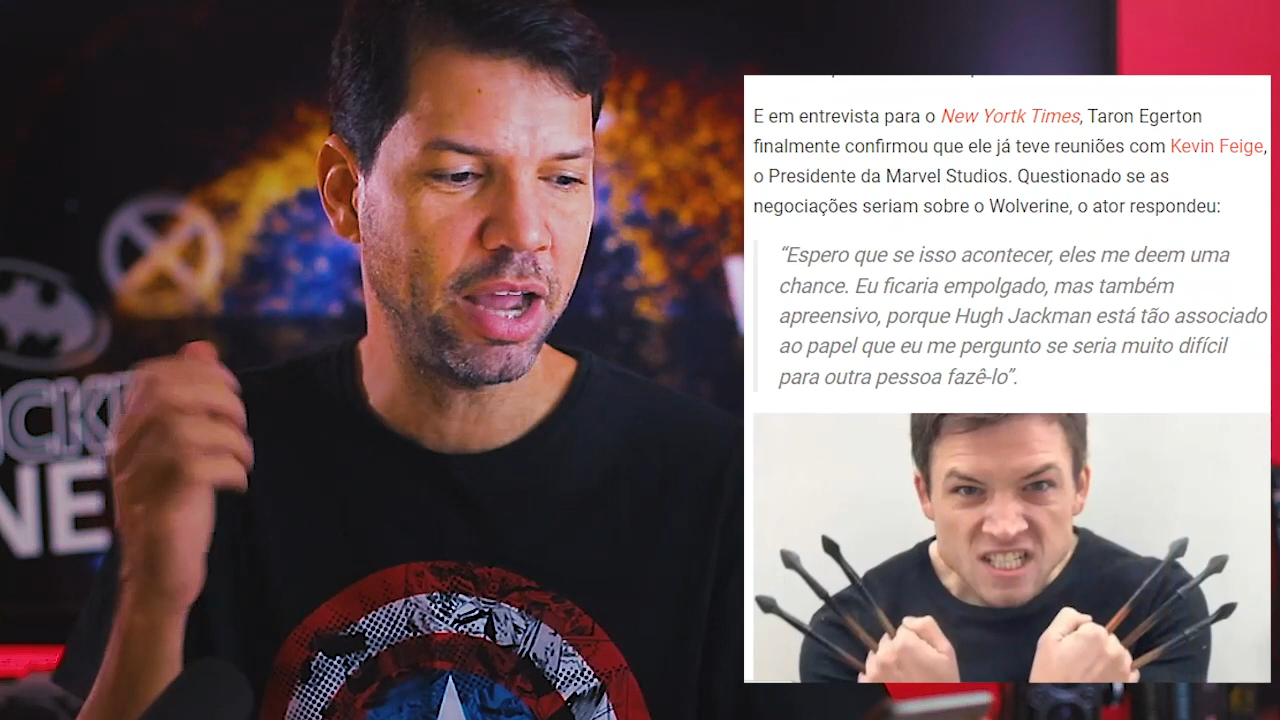 E em entrevista para o New Yortk Times, Taron Egerton
finalmente confirmou que ele já teve reuniões com Kevin Feige,
o Presidente da Marvel Studios. Questionado se as
negociações seriam sobre o Wolverine, o ator respondeu:
“Espero que se isso acontecer, eles me deem uma
chance. Eu ficaria empolgado, mas também
apreensivo, porque Hugh Jackman está tão associado
ao papel que eu me pergunto se seria muito difícil
para outra pessoa fazê-lo”.